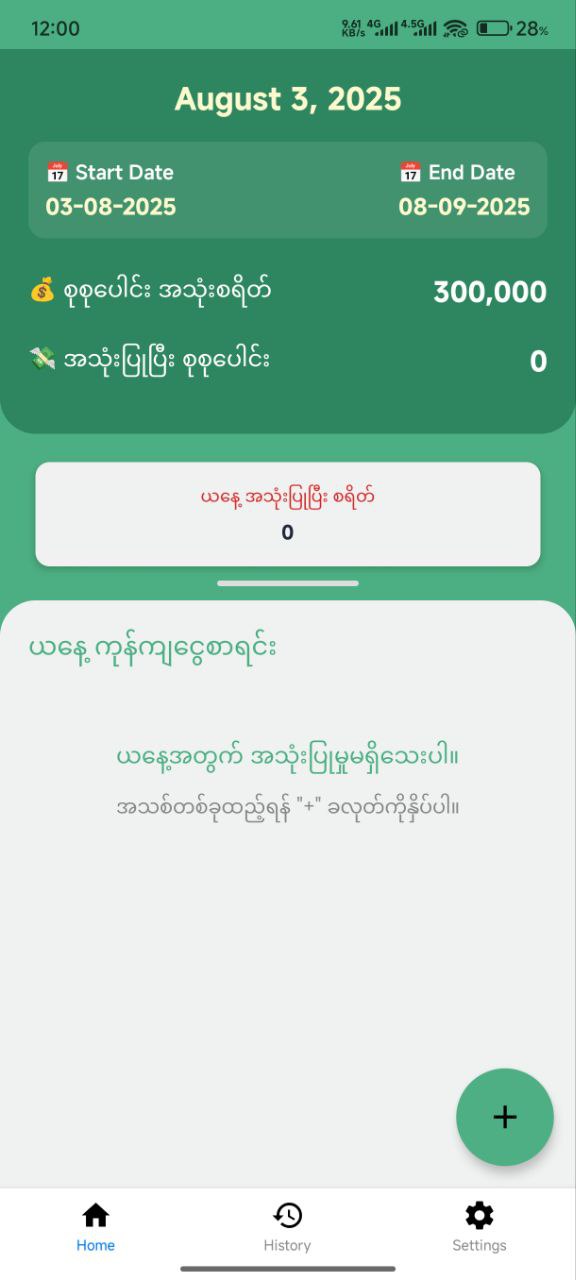 12:00
9.61 KB/s 4G 4.5G 28%
August 3, 2025
Start Date
End Date
03-08-2025
08-09-2025
စုစုပေါင်း အသုံးစရိတ်
300,000
အသုံးပြုပြီး စုစုပေါင်း
0
ယနေ့ အသုံးပြုပြီး စရိတ်
0
ယနေ့ ကုန်ကျငွေစာရင်း
ယနေ့အတွက် အသုံးပြုမှုမရှိသေးပါ။
အသစ်တစ်ခုထည့်ရန် "+" ခလုတ်ကိုနှိပ်ပါ။
+
Home
History
Settings